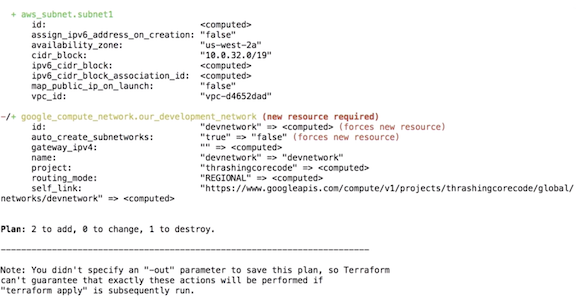 + aws_subnet.subnet1
id: <computed>
assign_ipv6_address_on_creation: "false"
availability_zone: "us-west-2a"
cidr_block: "10.0.32.0/19"
ipv6_cidr_block: <computed>
ipv6_cidr_block_association_id: <computed>
map_public_ip_on_launch: "false"
vpc_id: "vpc-d4652dad"
-/+ google_compute_network.our_development_network (new resource required)
id: "devnetwork" => <computed> (forces new resource)
auto_create_subnetworks: "true" => "false" (forces new resource)
gateway_ipv4: "" => <computed>
name: "devnetwork" => "devnetwork"
project: "thrashingcorecode" => <computed>
routing_mode: "REGIONAL" => <computed>
self_link: "https://www.googleapis.com/compute/v1/projects/thrashingcorecode/global/
networks/devnetwork" => <computed>
Plan: 2 to add, 0 to change, 1 to destroy.
------------------------------------------------------------------------
Note: You didn't specify an "-out" parameter to save this plan, so Terraform
can't guarantee that exactly these actions will be performed if
"terraform apply" is subsequently run.